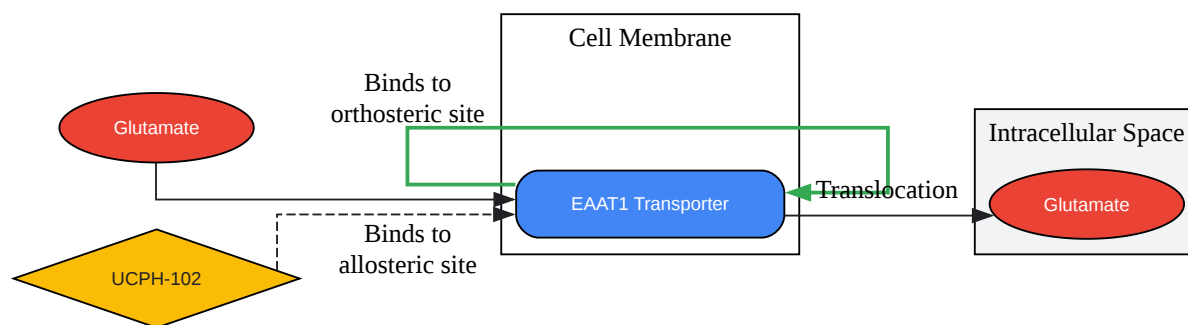 Cell Membrane
Binds to
orthosteric site
Glutamate
Intracellular Space
EAAT1 Transporter
Translocation
Glutamate
Binds to
allosteric site
UCPH-102